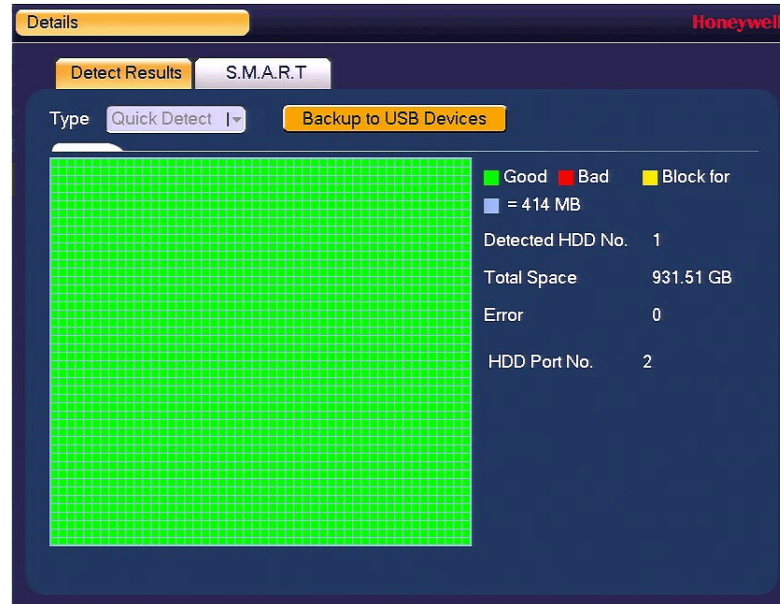 Details
Honeywell
Detect Results
S.M.A.R.T
Type
Quick Detect
Backup to USB Devices
Good
Bad
Block for
= 414 MB
Detected HDD No. 1
Total Space 931.51 GB
Error 0
HDD Port No. 2